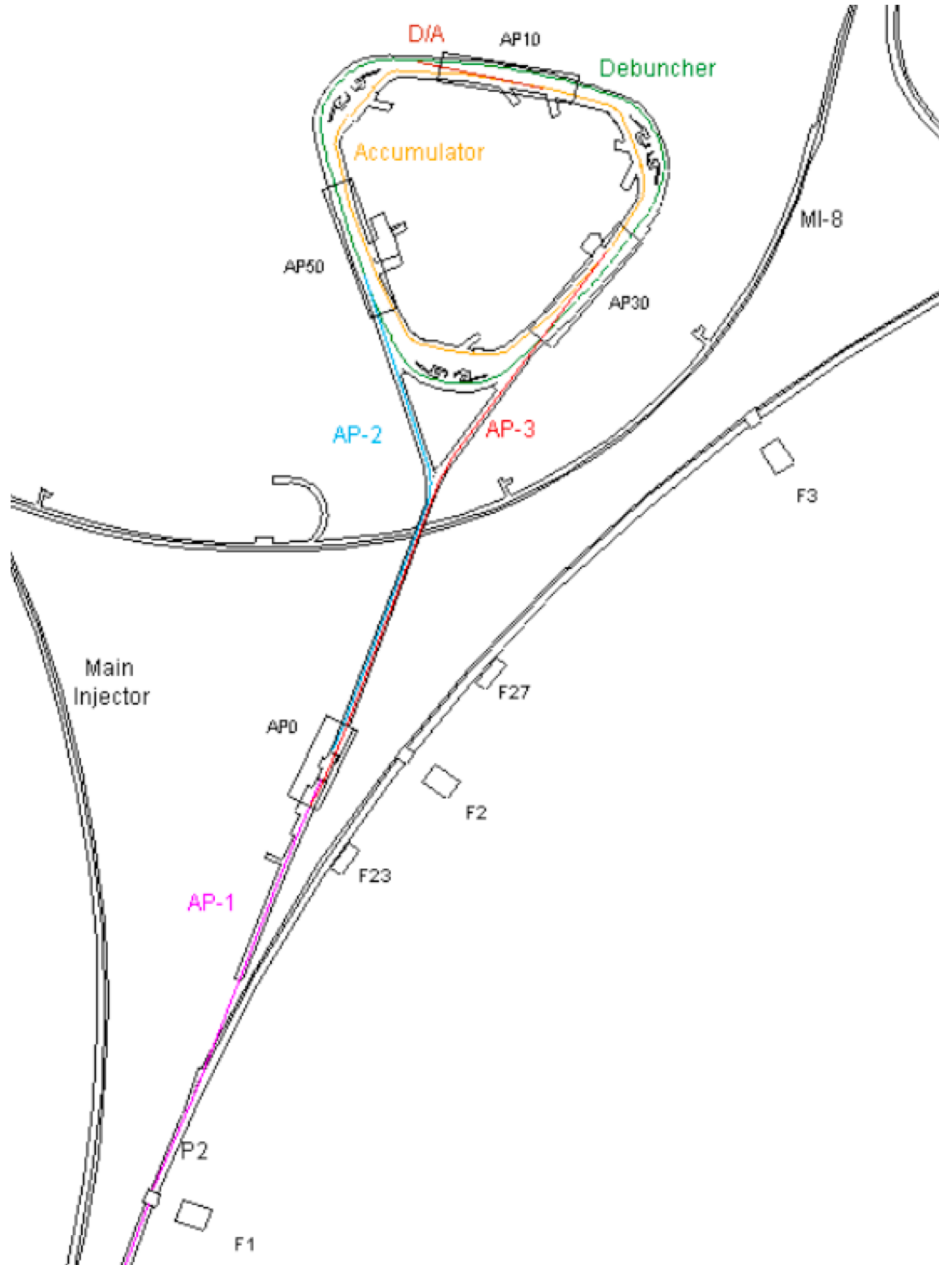 D/A
AP10
Debuncher
Accumulator
MI-8
AP50
AP30
AP-2
AP-3
F3
Main
Injector
F27
AP0
F2
F23
AP-1
P2
F1